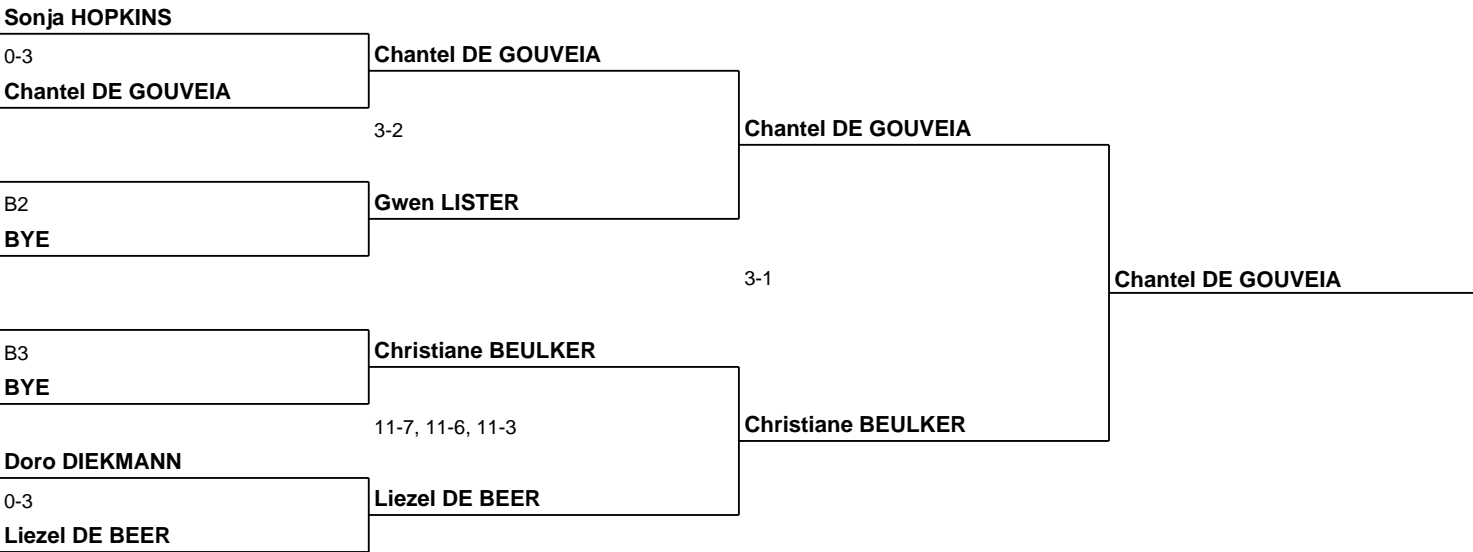 Sonja HOPKINS
0-3
Chantel DE GOUVEIA
Chantel DE GOUVEIA
3-2
Chantel DE GOUVEIA
B2
Gwen LISTER
BYE
3-1
Chantel DE GOUVEIA
B3
Christiane BEULKER
BYE
11-7, 11-6, 11-3
Christiane BEULKER
Doro DIEKMANN
0-3
Liezel DE BEER
Liezel DE BEER